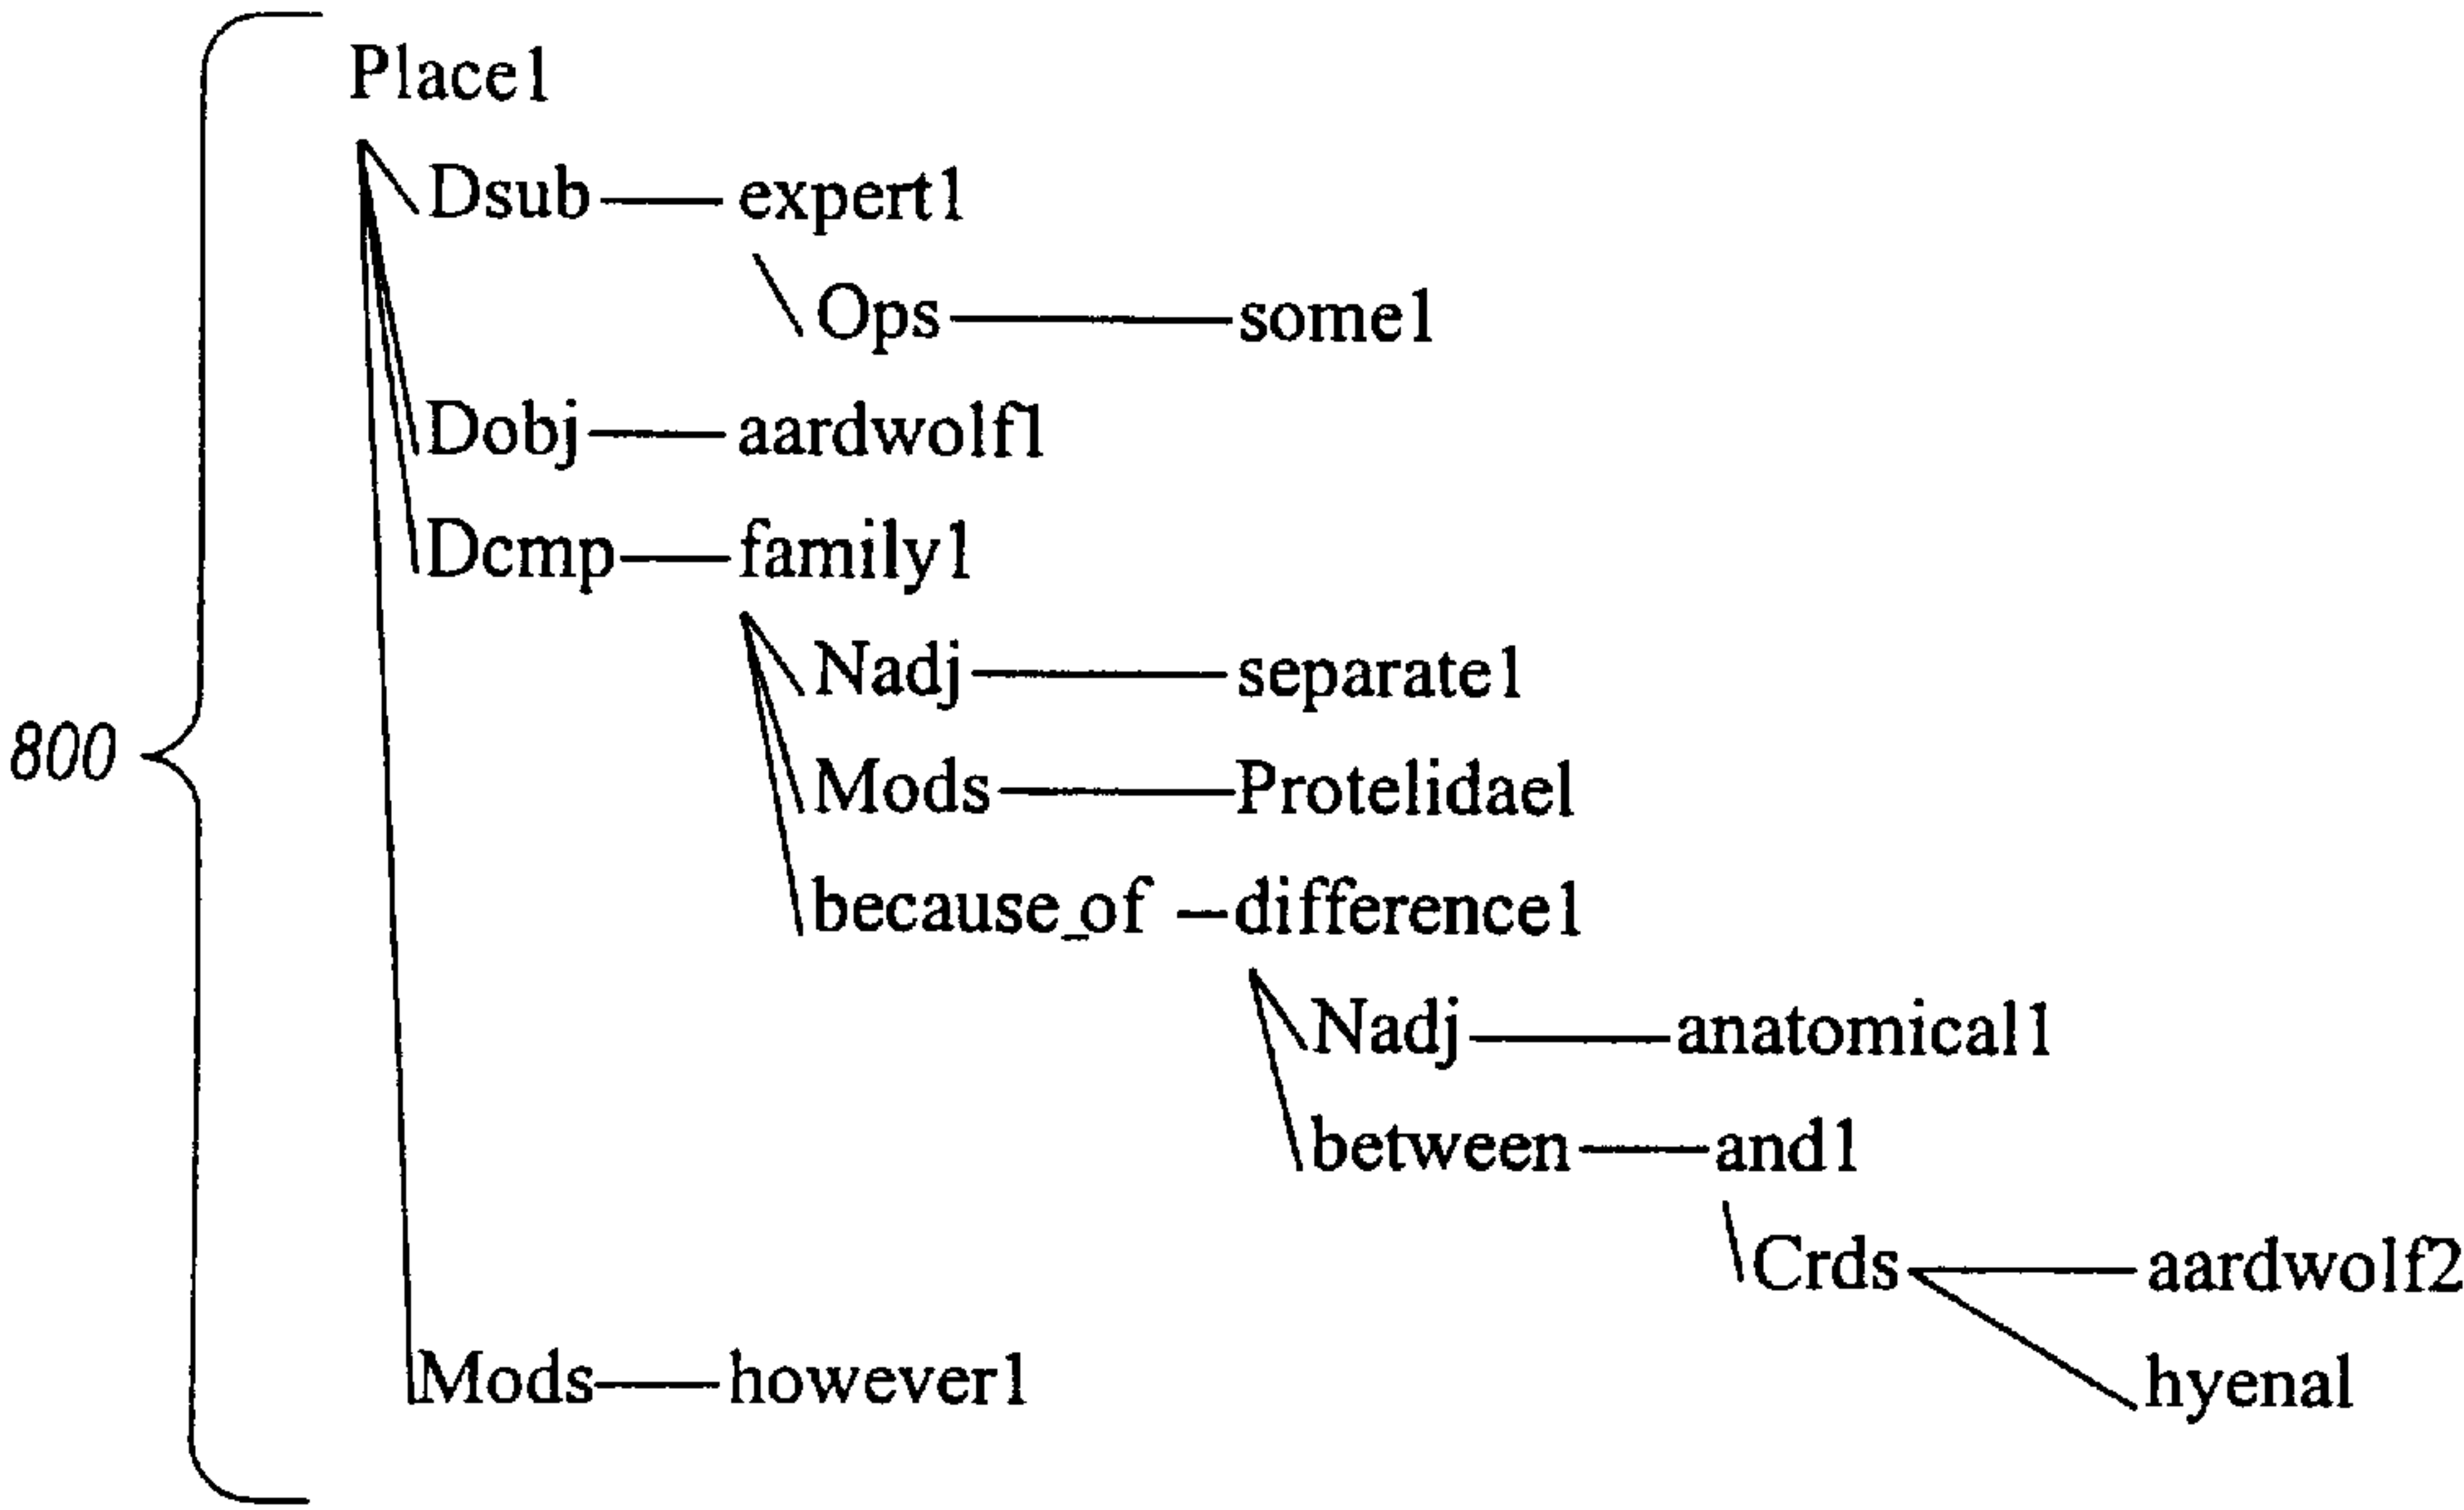 Place1
Dsub expert1
Ops some1
Dobj aardwolf1
Dcmp family1
Nadj separate1
800
Mods Protelidae1
because_of difference1
Nadj anatomical1
between and1
Crds aardwolf2
Mods however1 hyena1